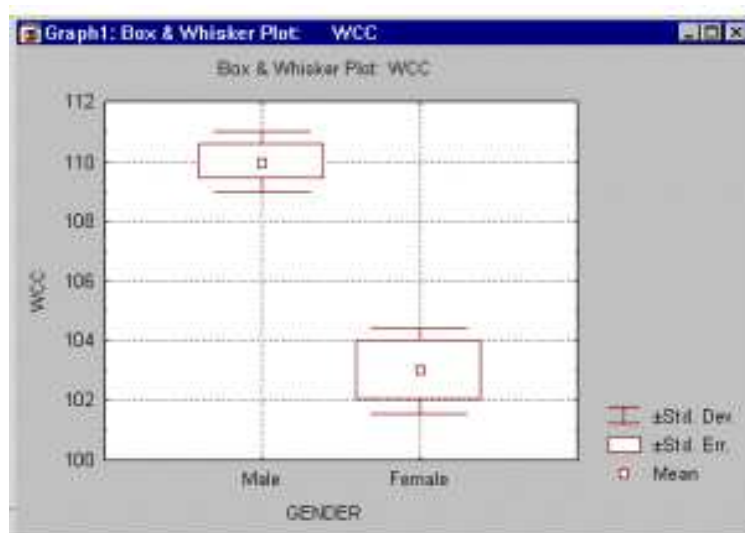 Graph1: Box & Whisker Plot: WCC
Box & Whisker Plot: WCC
112
110
108
106
104
102
100
WCC
Male Female
GENDER
±Std. Dev.
±Std. Err.
Mean